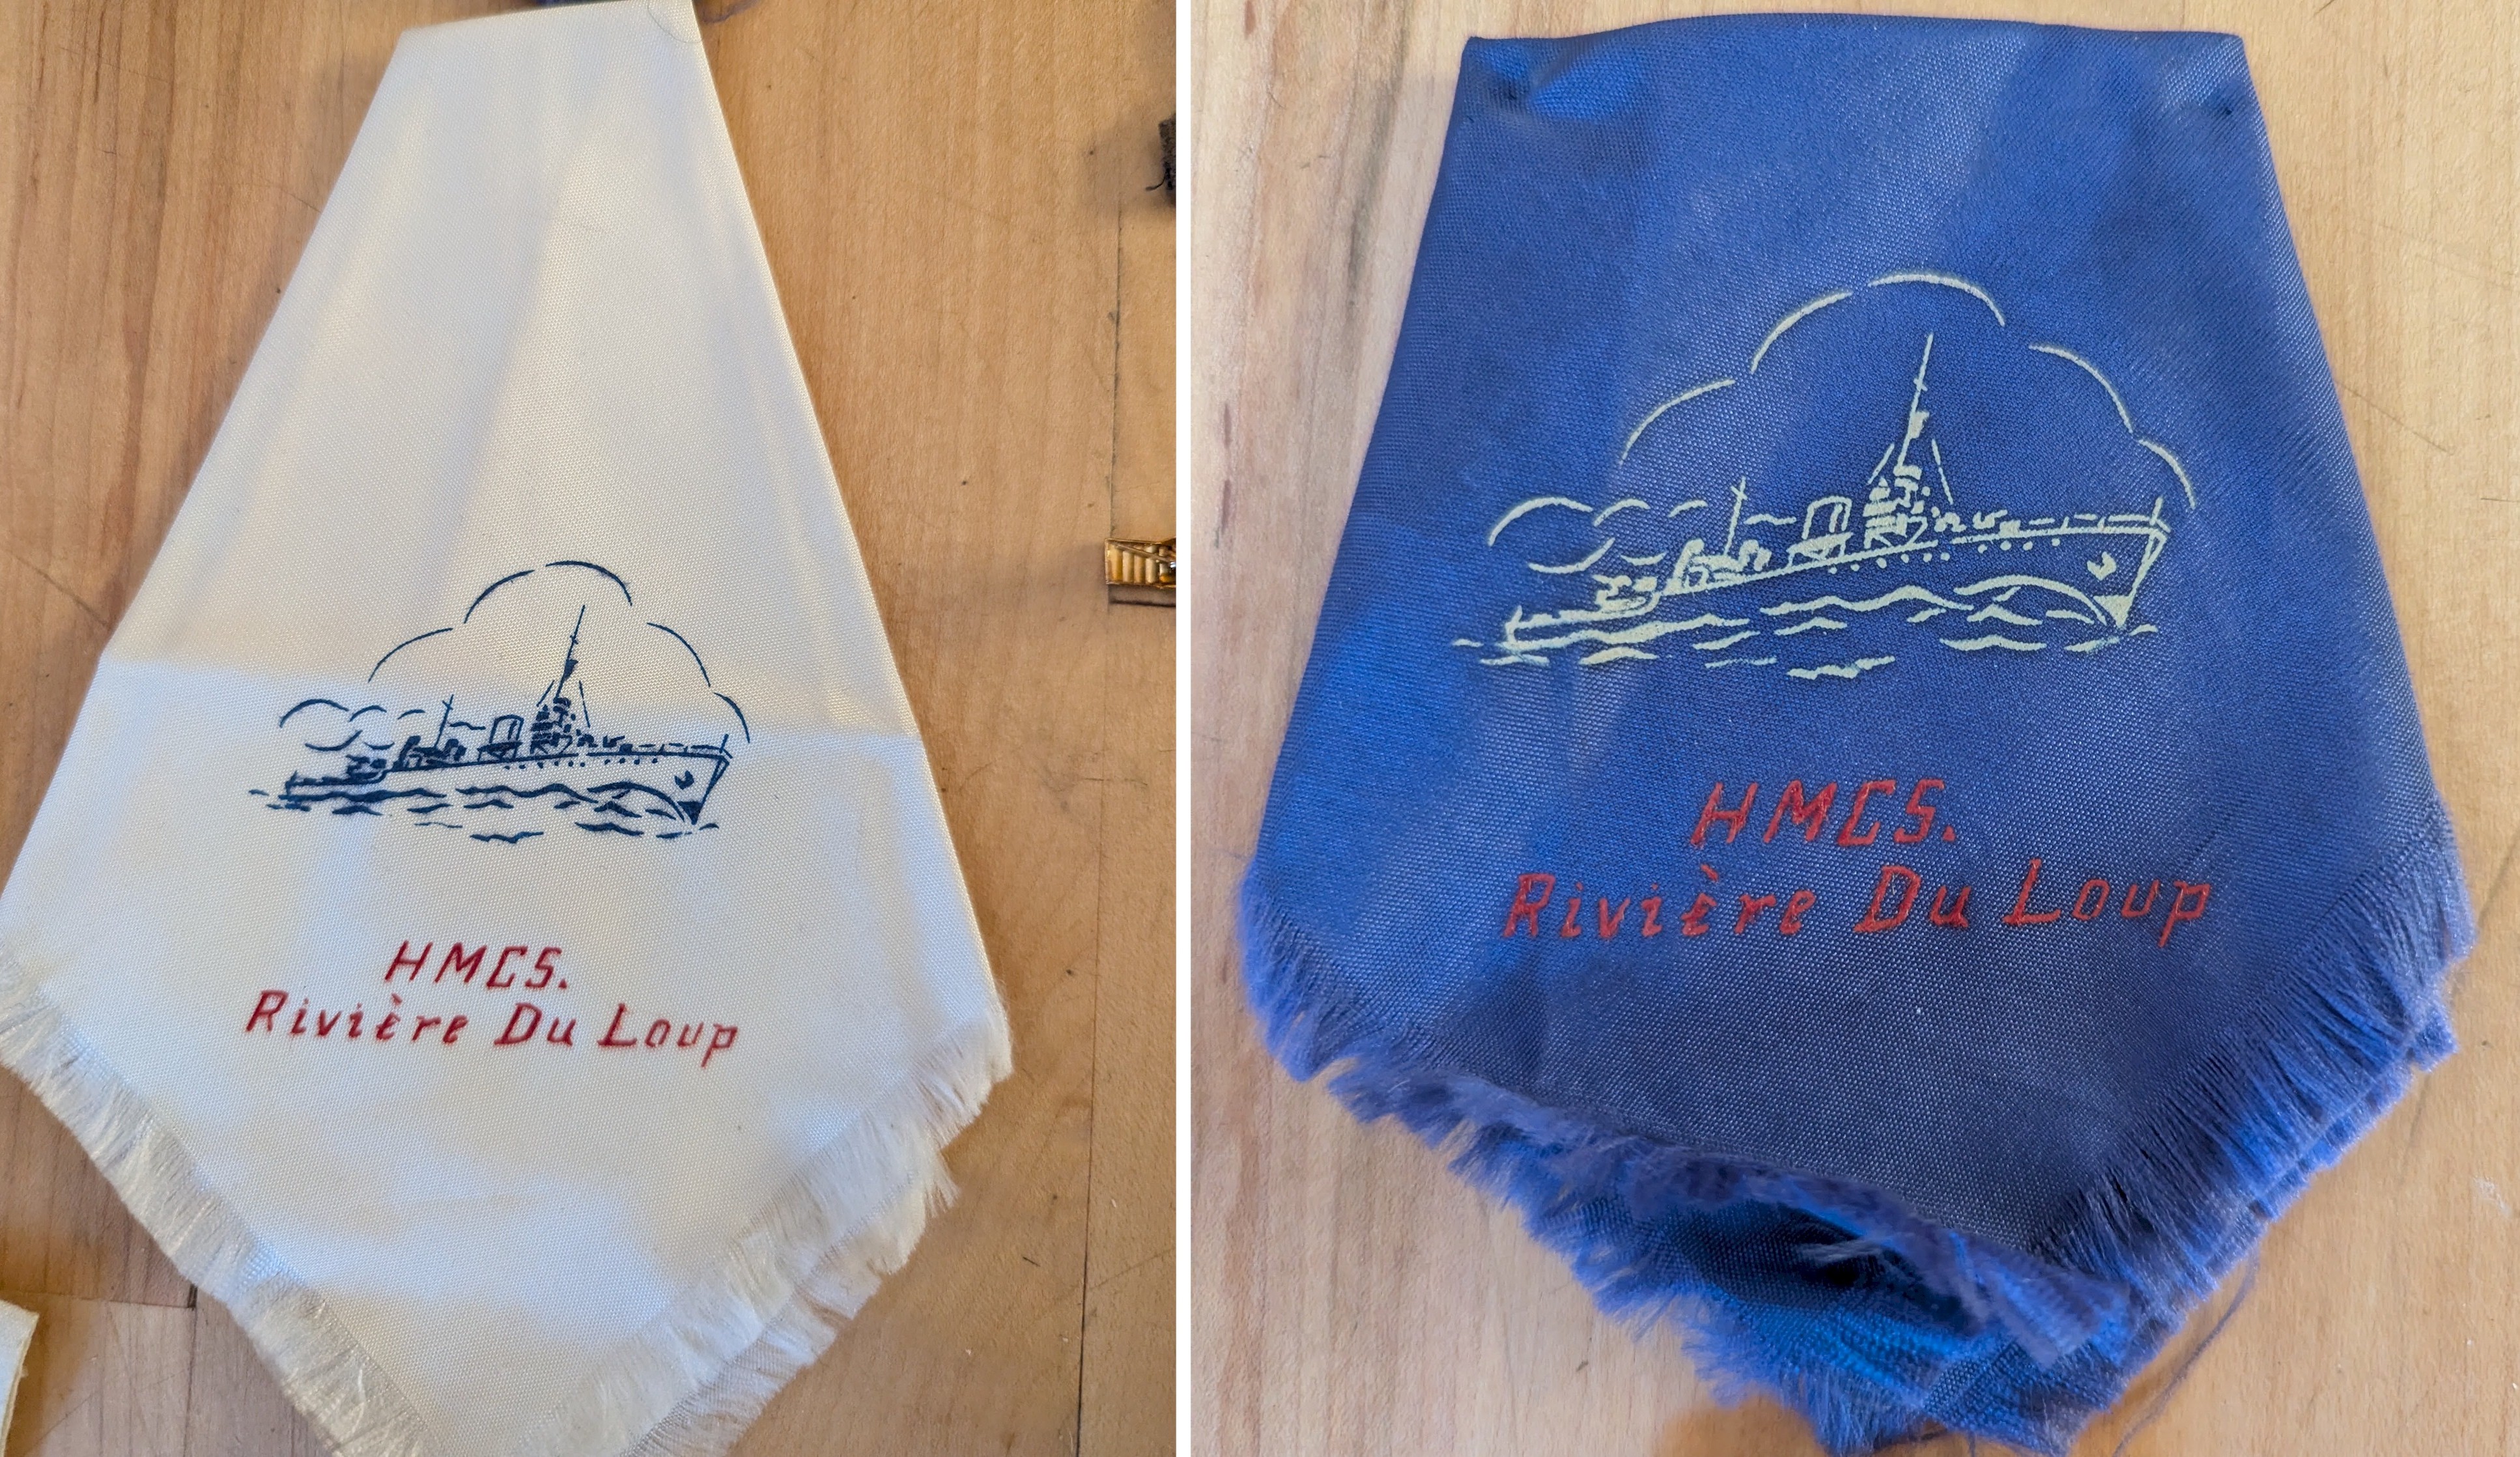 HMCS.
Rivière Du Loup
HMCS.
Rivière Du Loup